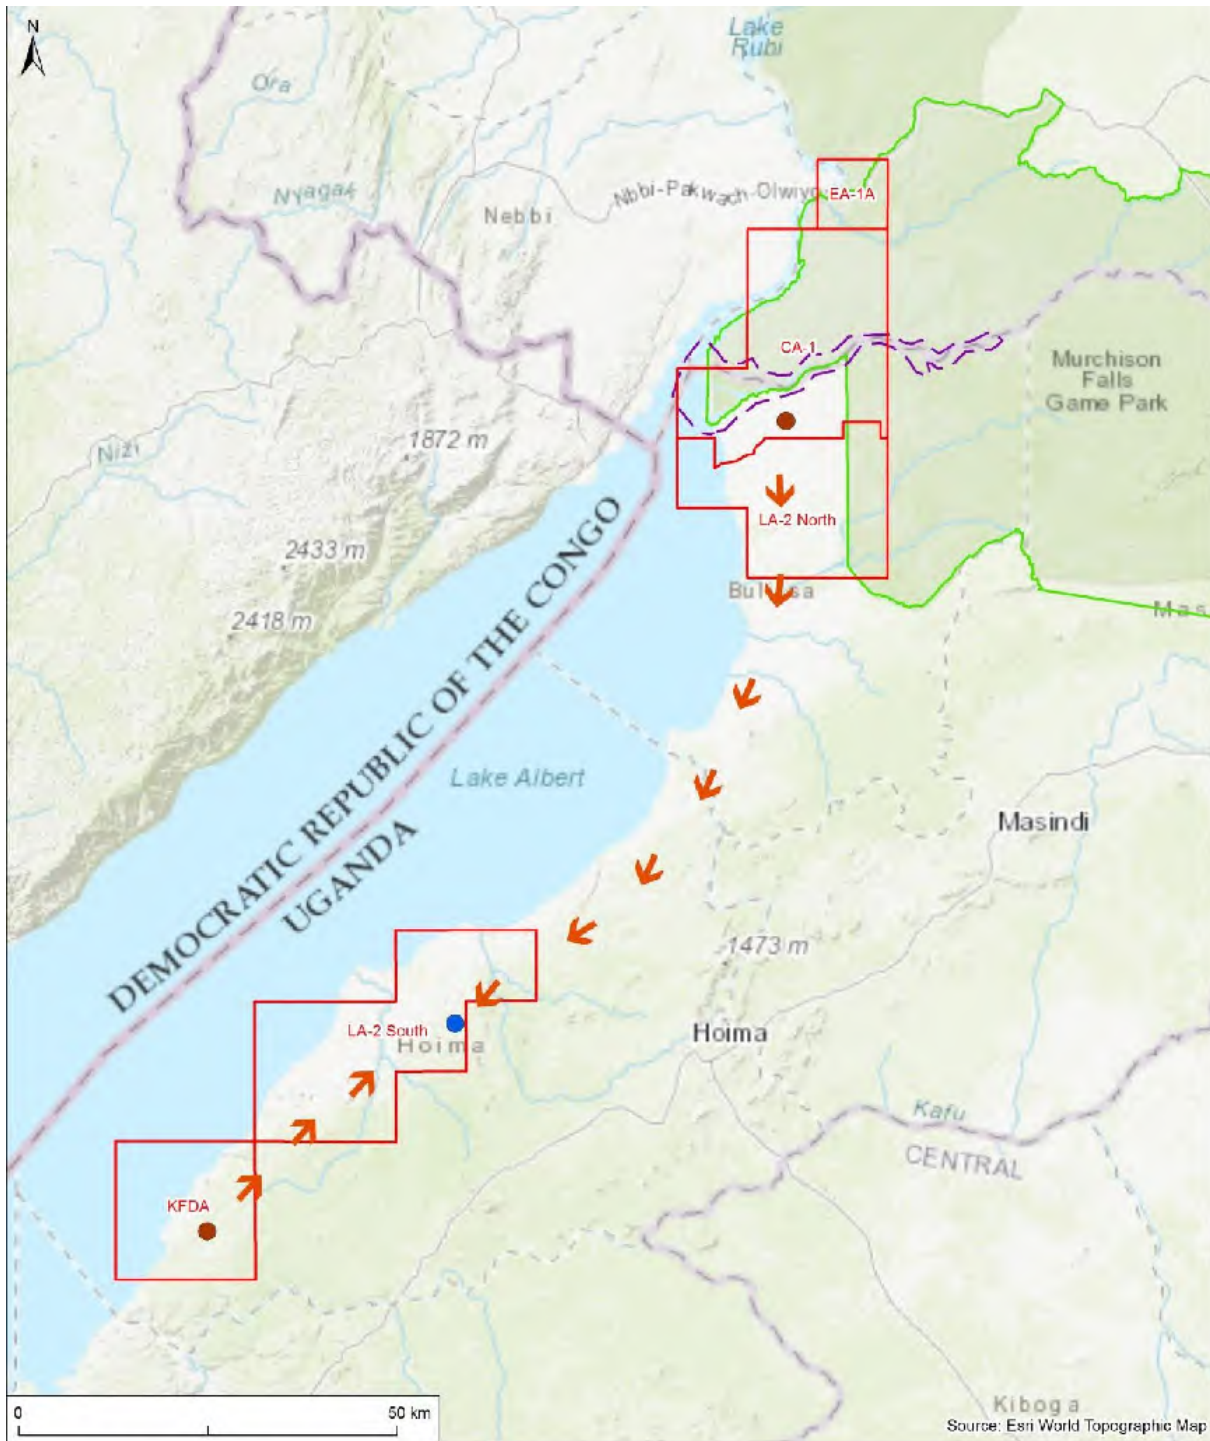 N
Lake
Rubi
Ora
Nyagak
Nebbi
Nbbi-Pakwach-Olwiyo
EA-1A
CA-1
Murchison
Falls
Game Park
1872 m
Nizi
2433 m
LA-2 North
2418 m
DEMOCRATIC REPUBLIC OF THE CONGO
UGANDA
Lake Albert
Masindi
1473 m
LA-2 South
Hoima
Hoima
Kafu
CENTRAL
KFDA
Kiboga
0
50 km
Source: Esri World Topographic Map